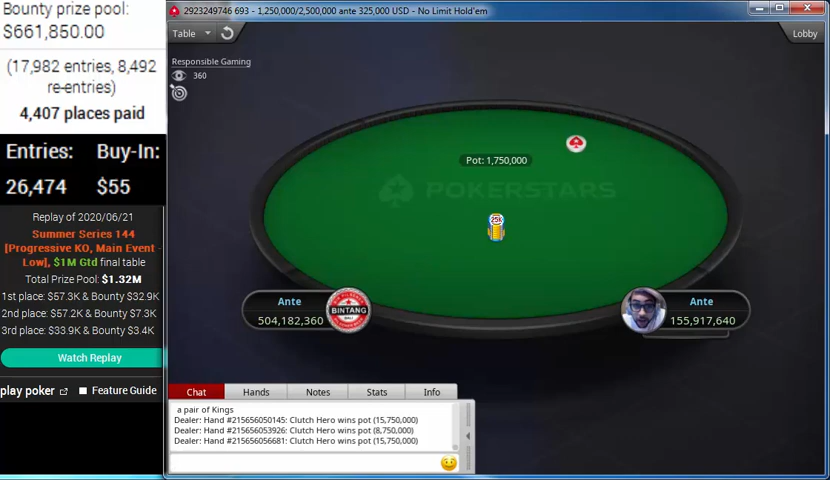 Bounty prize pool:
$661,850.00
(17,982 entries, 8,492
re-entries)
4,407 places paid
Entries: Buy-In:
26,474 $55
Replay of 2020/06/21
Summer Series 144
[Progressive KO, Main Event -
Low], $1M Gtd final table
Total Prize Pool: $1.32M
1st place: $57.3K & Bounty $32.9K
2nd place: $57.2K & Bounty $7.3K
3rd place: $33.9K & Bounty $3.4K
Watch Replay
play poker Feature Guide
2923249746 693 - 1,250,000/2,500,000 ante 325,000 USD - No Limit Hold'em
Table Lobby
Responsible Gaming
360
Pot: 1,750,000
POKERSTARS
25K
Ante
504,182,360
BINTANG
Ante
155,917,640
Chat Hands Notes Stats Info
a pair of Kings
Dealer: Hand #215656050145: Clutch Hero wins pot (15,750,000)
Dealer: Hand #215656053926: Clutch Hero wins pot (8,750,000)
Dealer: Hand #215656056681: Clutch Hero wins pot (15,750,000)